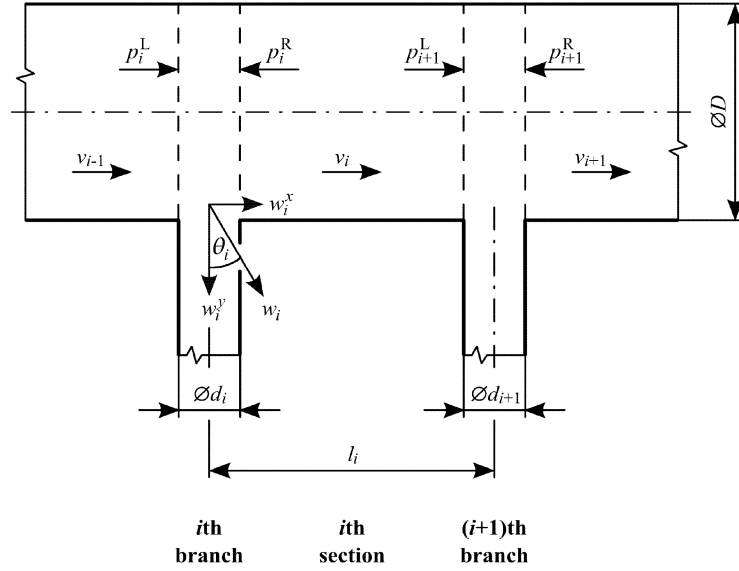 p_i^L p_i^R p_{i+1}^L p_{i+1}^R
ØD
v_{i-1} v_i v_{i+1}
w_i^x
θ_i
w_i^y w_i
Ød_i Ød_{i+1}
l_i
ith ith (i+1)th
branch section branch